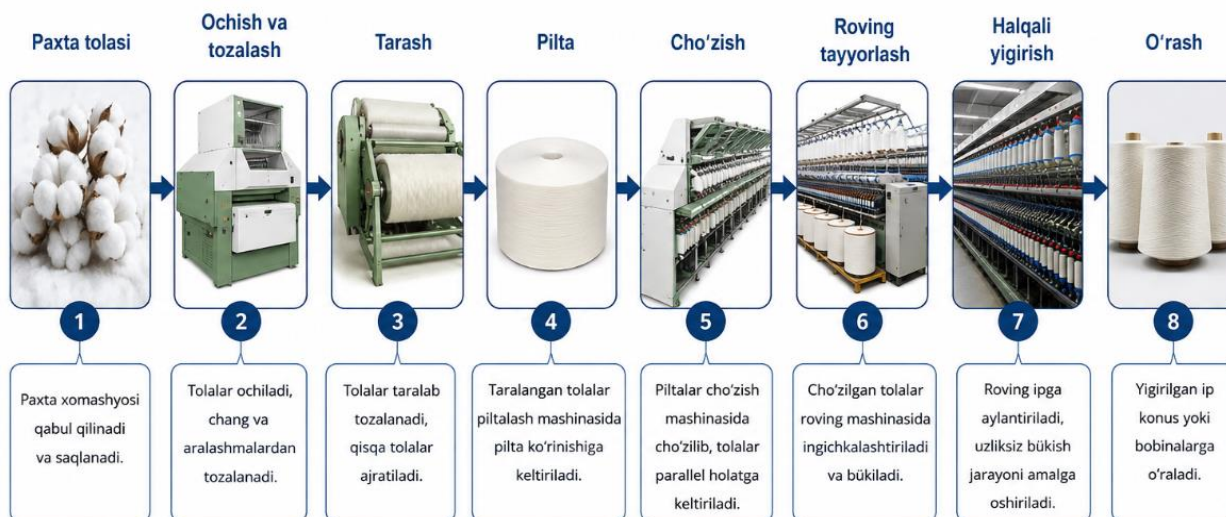 Paxta tolasi
Ochish va
tozalash
Tarash
Pilta
Cho‘zish
Roving
tayyorlash
Halqali
yigirish
O‘rash
1
2
3
4
5
6
7
8
Paxta xomashyosi
qabul qilinadi
va saqlanadi.
Tolalar ochiladi,
chang va
aralashmalardan
tozalanadi.
Tolalar taralab
tozalanadi,
qisqa tolalar
ajratiladi.
Taralangan tolalar
piltalash mashinasida
pilta ko‘rinishiga
keltiriladi.
Piltalar cho‘zish
mashinasida
cho‘zilib, tolalar
parallel holatga
keltiriladi.
Cho‘zilgan tolalar
roving mashinasida
ingichkalashtiriladi
va bükiladi.
Roving ipga
aylantiriladi,
uzliksiz bükish
jarayoni amalga
oshiriladi.
Yigirilgan ip
konus yoki
bobinalarga
o‘raladi.